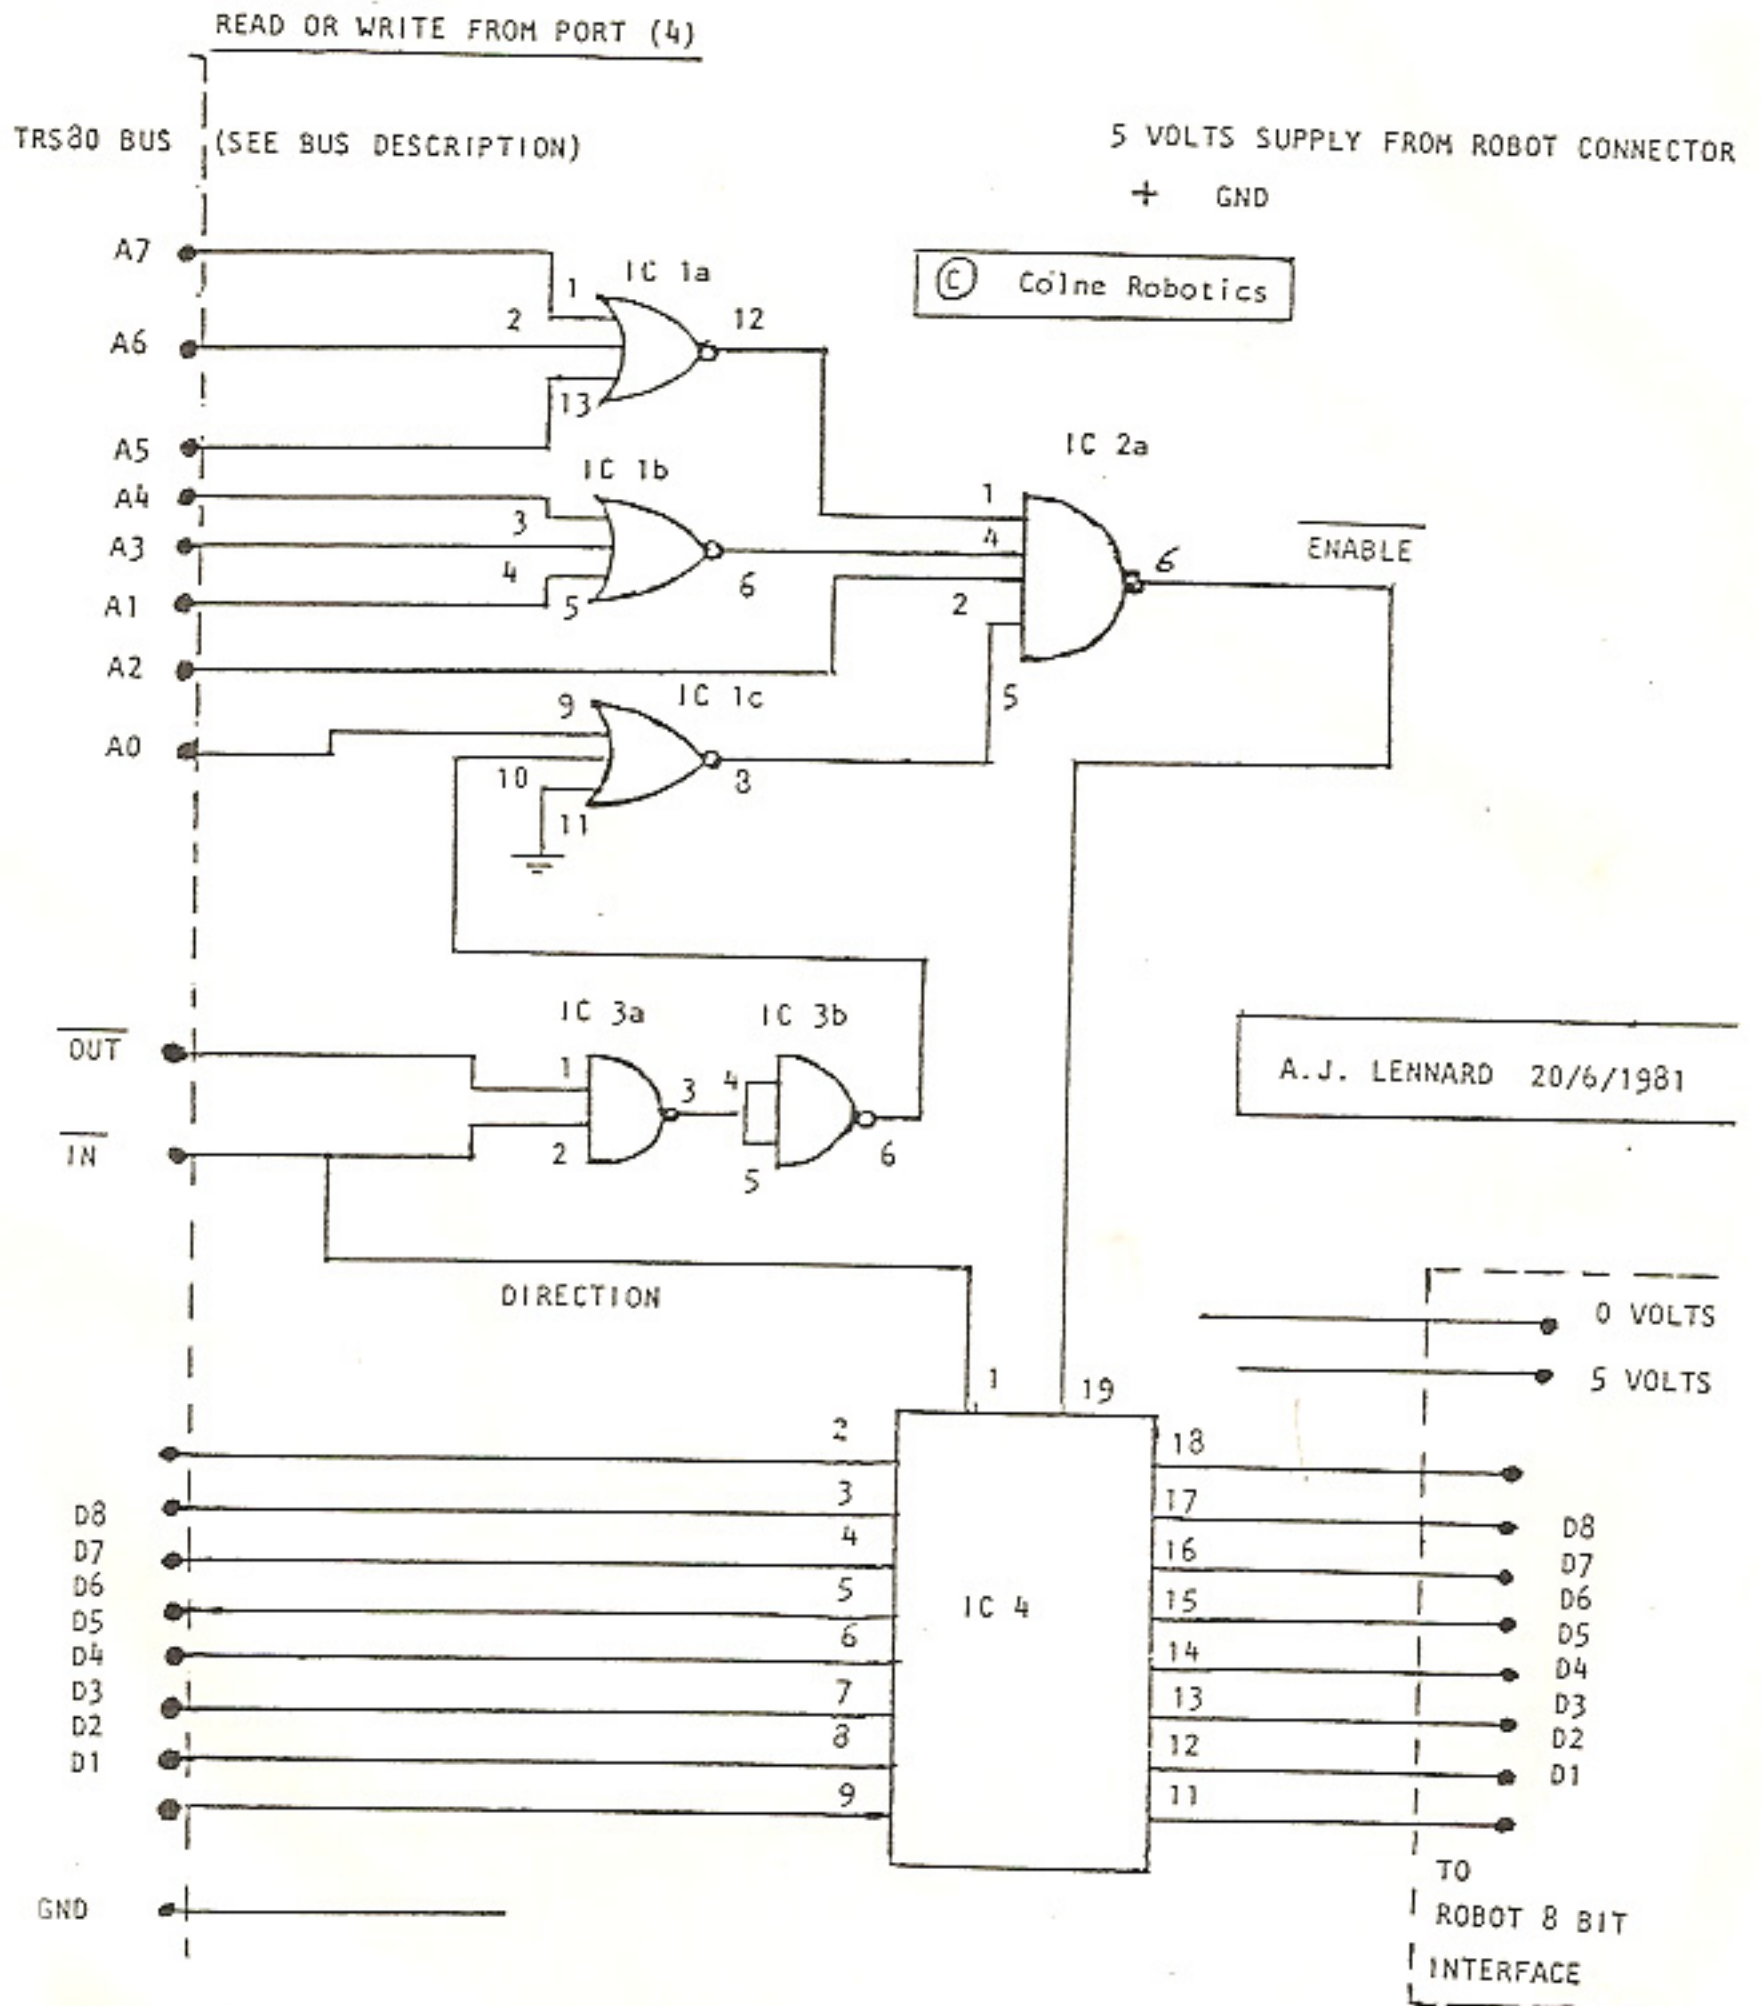 READ OR WRITE FROM PORT (4)
TRS80 BUS (SEE BUS DESCRIPTION)
5 VOLTS SUPPLY FROM ROBOT CONNECTOR
+ GND
© Colne Robotics
A7
IC 1a
1
2
12
A6
13
A5
IC 1b
IC 2a
A4
3
1
A3
4
4
6
ENABLE
A1
5
6
2
A2
IC 1c
5
9
A0
10
8
11
IC 3a
IC 3b
OUT
1
3
4
A.J. LENNARD 20/6/1981
IN
2
5
6
DIRECTION
0 VOLTS
5 VOLTS
1
19
2
18
3
17
D8
D8
4
16
D7
D7
5
15
D6
D6
IC 4
D5
D5
6
14
D4
D4
7
13
D3
D3
8
12
D2
D2
D1
D1
9
11
TO
GND
ROBOT 8 BIT
INTERFACE